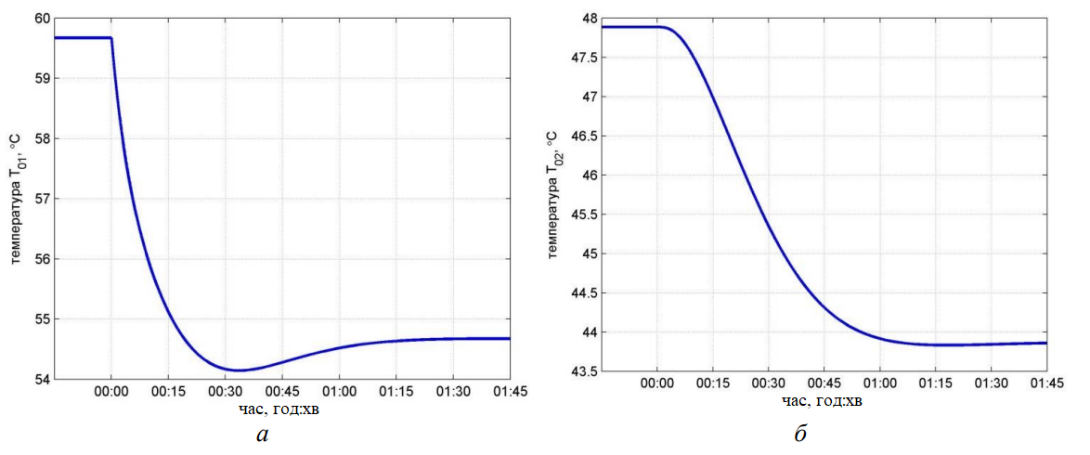 60
59
58
57
56
55
54
температура T01, °C
00:00 00:15 00:30 00:45 01:00 01:15 01:30 01:45
час, год:хв
а
48
47.5
47
46.5
46
45.5
45
44.5
44
43.5
температура T02, °C
00:00 00:15 00:30 00:45 01:00 01:15 01:30 01:45
час, год:хв
б